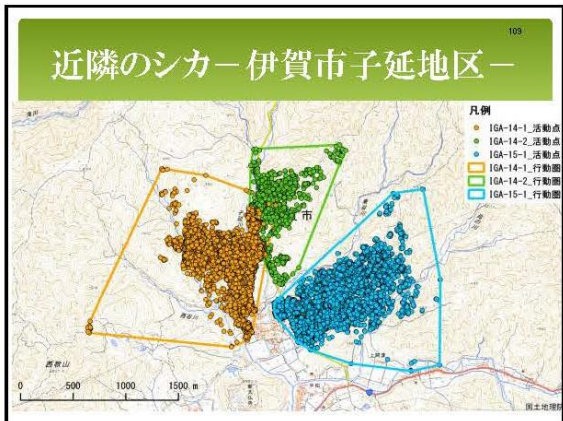 109
近隣のシカ－伊賀市子延地区－
凡例
IGA-14-1_活動点
IGA-14-2_活動点
IGA-15-1_活動点
IGA-14-1_行動圏
IGA-14-2_行動圏
IGA-15-1_行動圏
市
0 500 1000 1500 m
国土地理院